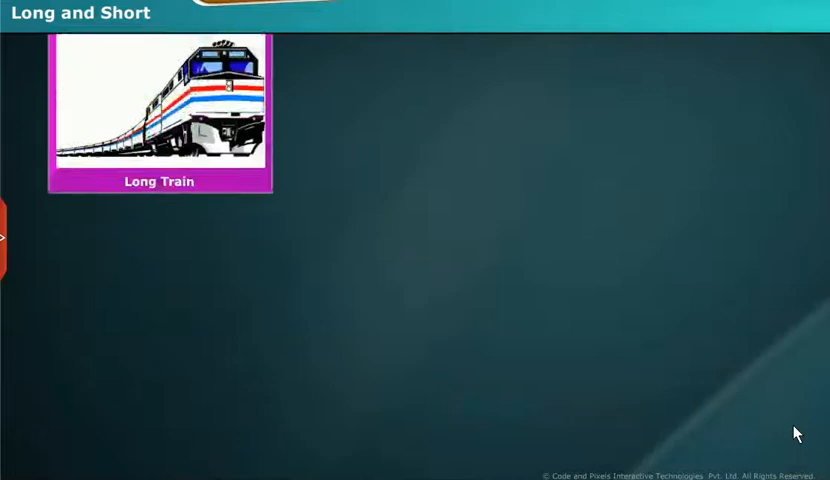 Long and Short
Long Train
© Code and Pixels Interactive Technologies. Pvt. Ltd. All Rights Reserved.